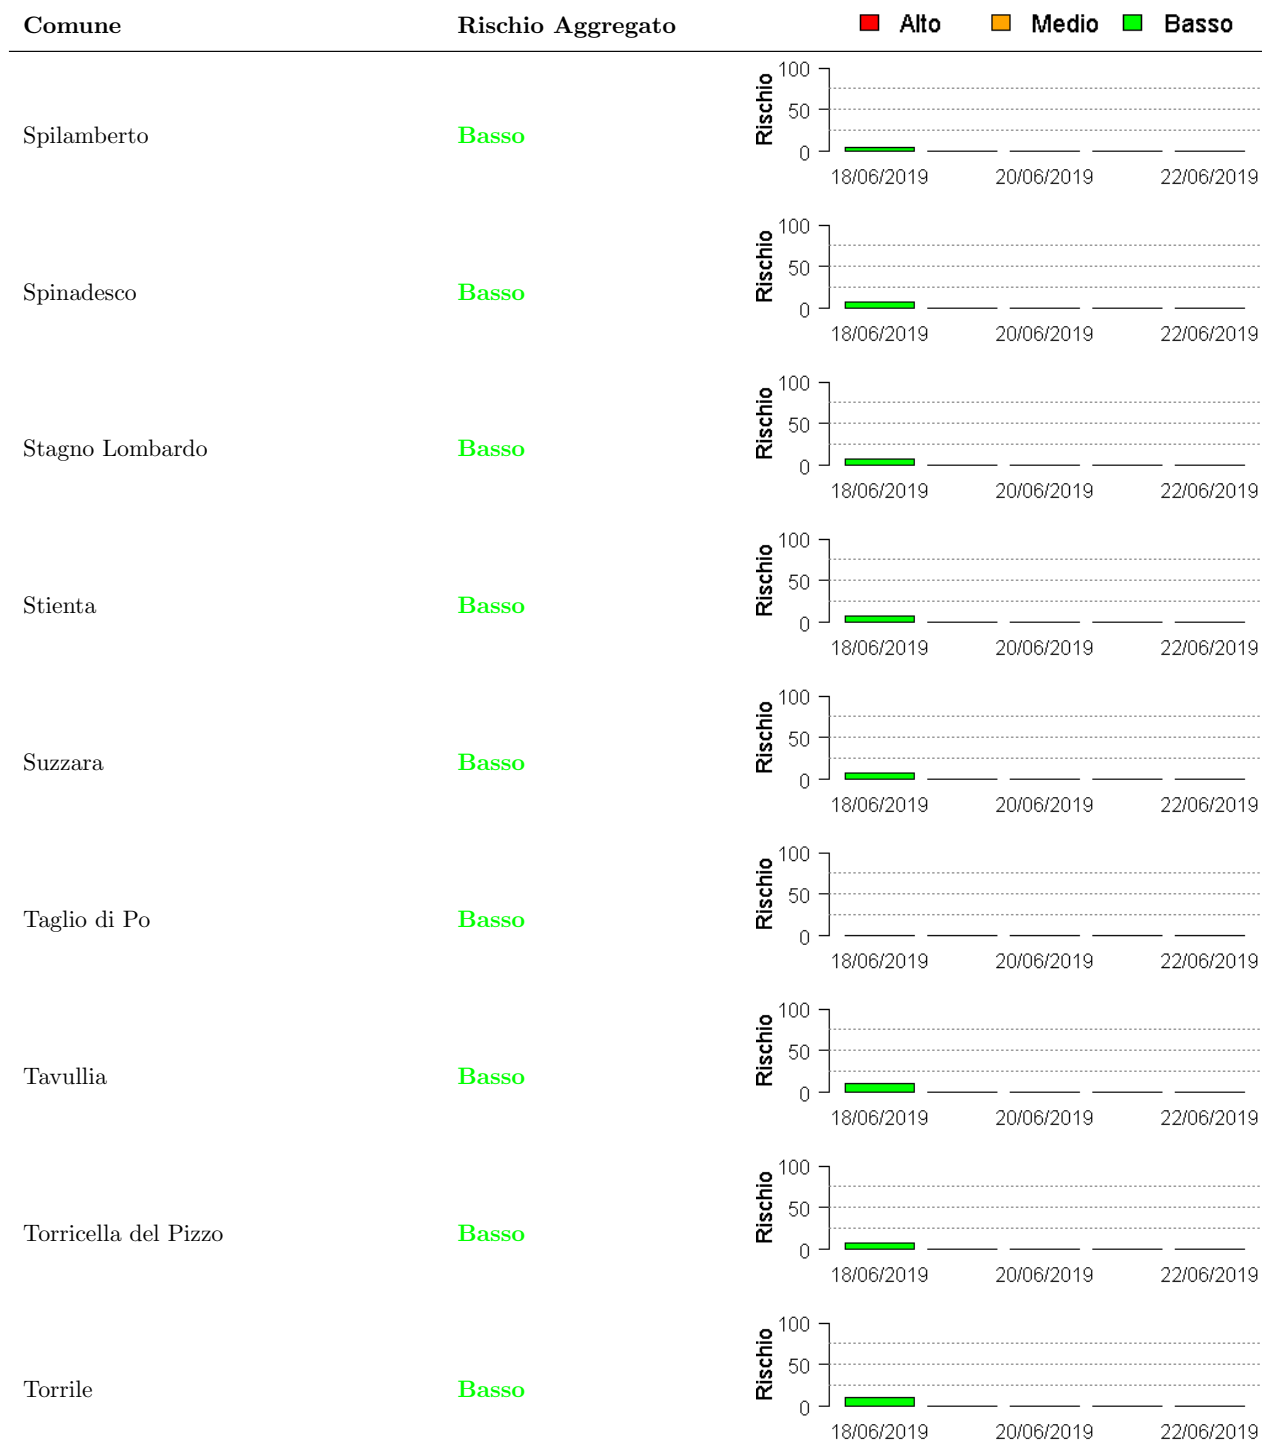 Comune Rischio Aggregato Alto Medio Basso
Spilamberto Basso
Rischio
100
50
0
18/06/2019 20/06/2019 22/06/2019
Spinadesco Basso
Rischio
100
50
0
18/06/2019 20/06/2019 22/06/2019
Stagno Lombardo Basso
Rischio
100
50
0
18/06/2019 20/06/2019 22/06/2019
Stienta Basso
Rischio
100
50
0
18/06/2019 20/06/2019 22/06/2019
Suzzara Basso
Rischio
100
50
0
18/06/2019 20/06/2019 22/06/2019
Taglio di Po Basso
Rischio
100
50
0
18/06/2019 20/06/2019 22/06/2019
Tavullia Basso
Rischio
100
50
0
18/06/2019 20/06/2019 22/06/2019
Torricella del Pizzo Basso
Rischio
100
50
0
18/06/2019 20/06/2019 22/06/2019
Torrile Basso
Rischio
100
50
0
18/06/2019 20/06/2019 22/06/2019